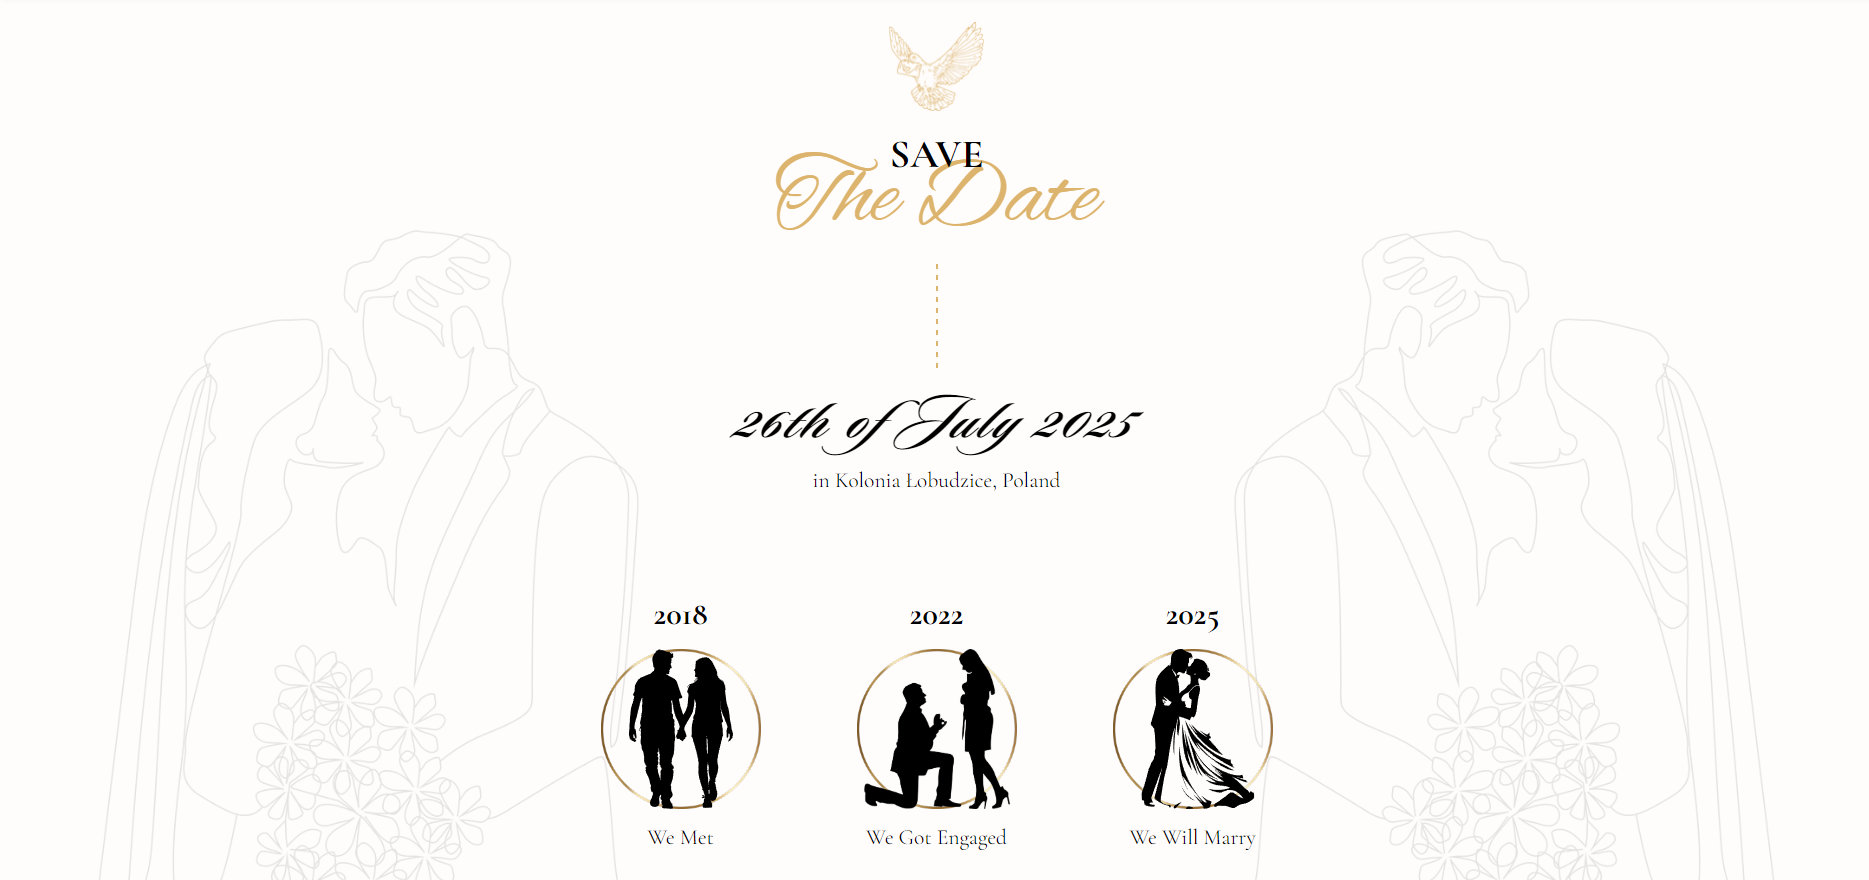 SAVE
The Date
26th of July 2025
in Kolonia Łobudzice, Poland
2018
2022
2025
We Met
We Got Engaged
We Will Marry